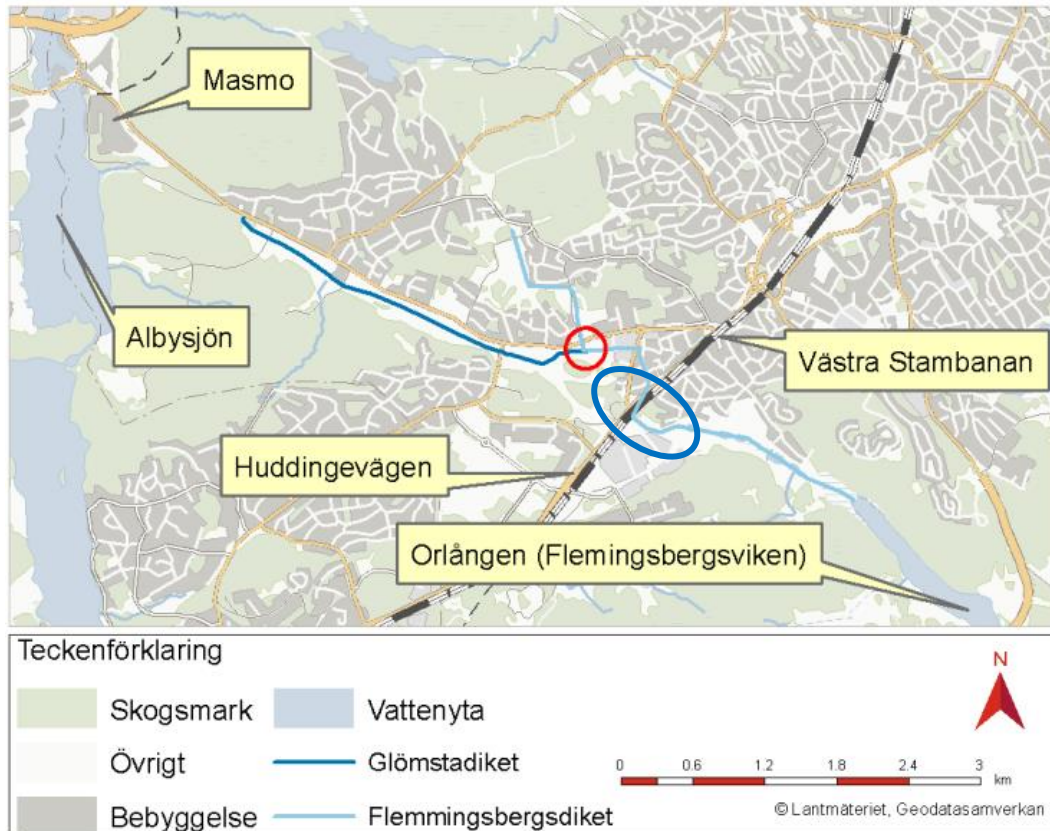 Masmo
Albysjön
Västra Stambanan
Huddingevägen
Orlången (Flemingsbergsviken)
Teckenförklaring
Skogsmark
Vattenyta
Övrigt
Glömstadiket
Bebyggelse
Flemmingsbergsdiket
N
0 0.6 1.2 1.8 2.4 3
km
© Lantmäteriet, Geodatasamverkan